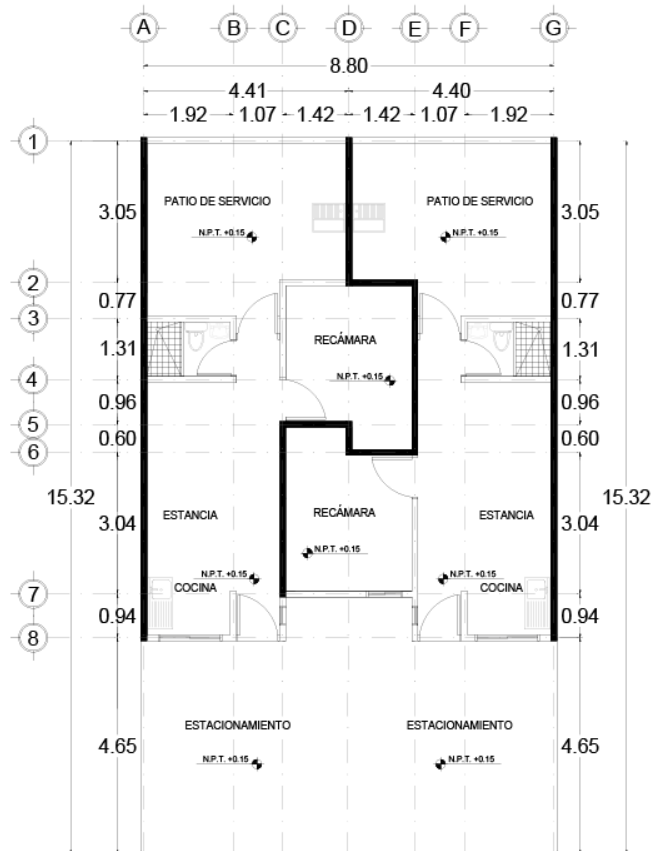 A B C D E F G
8.80
4.41 4.40
1.92 1.07 1.42 1.42 1.07 1.92
1
3.05 PATIO DE SERVICIO PATIO DE SERVICIO 3.05
N.P.T. +0.15 N.P.T. +0.15
2
0.77 0.77
3
1.31 RECÁMARA 1.31
N.P.T. +0.15
4
0.96 0.96
5
0.60 0.60
6
15.32 15.32
3.04 ESTANCIA RECÁMARA ESTANCIA 3.04
N.P.T. +0.15
N.P.T. +0.15 N.P.T. +0.15
COCINA COCINA
7
0.94 0.94
8
ESTACIONAMIENTO ESTACIONAMIENTO
4.65 4.65
N.P.T. +0.15 N.P.T. +0.15